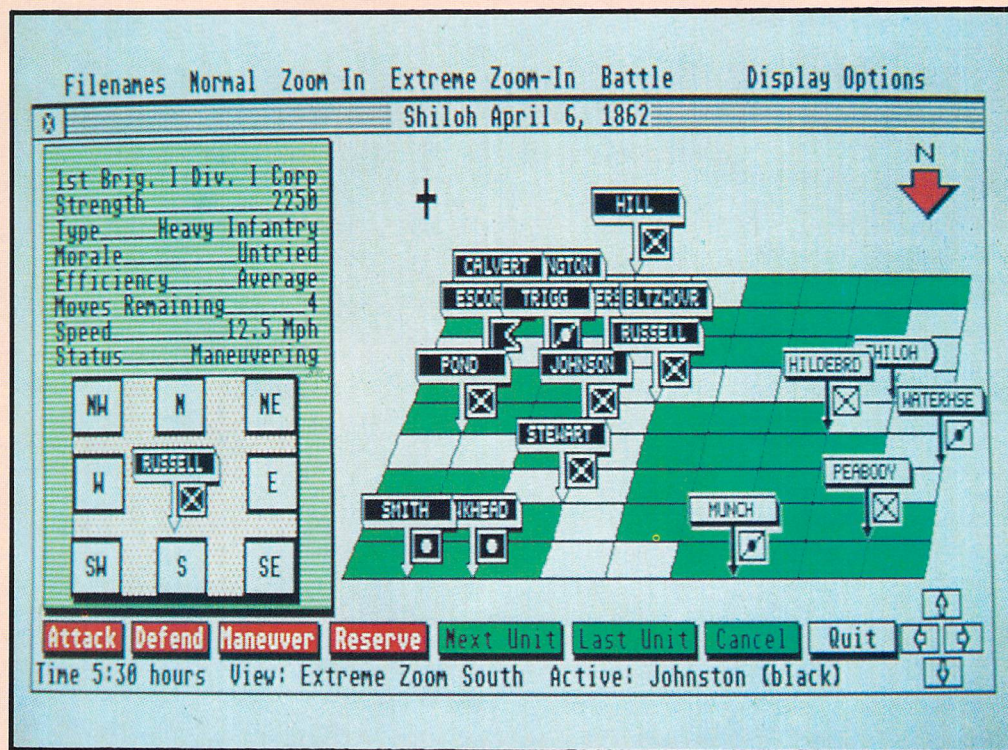 Filenames Normal Zoom In Extreme Zoom-In Battle Display Options
Shiloh April 6, 1862
1st Brig. I Div. I Corp
Strength 2250
Type Heavy Infantry
Morale Untried
Efficiency Average
Moves Remaining 4
Speed 12.5 Mph
Status Maneuvering
NW N NE
W RUSSELL E
SW S SE
N
HILL
CALVERT NGTON
ESCOR TRIGG ERS BLTZHOVR
RUSSELL
POND JOHNSON
HILDEBRD HILOH
WATERHSE
STEWART
PEABODY
SMITH KHEAD
MUNCH
Attack Defend Maneuver Reserve Next Unit Last Unit Cancel Quit
Time 5:30 hours View: Extreme Zoom South Active: Johnston (black)